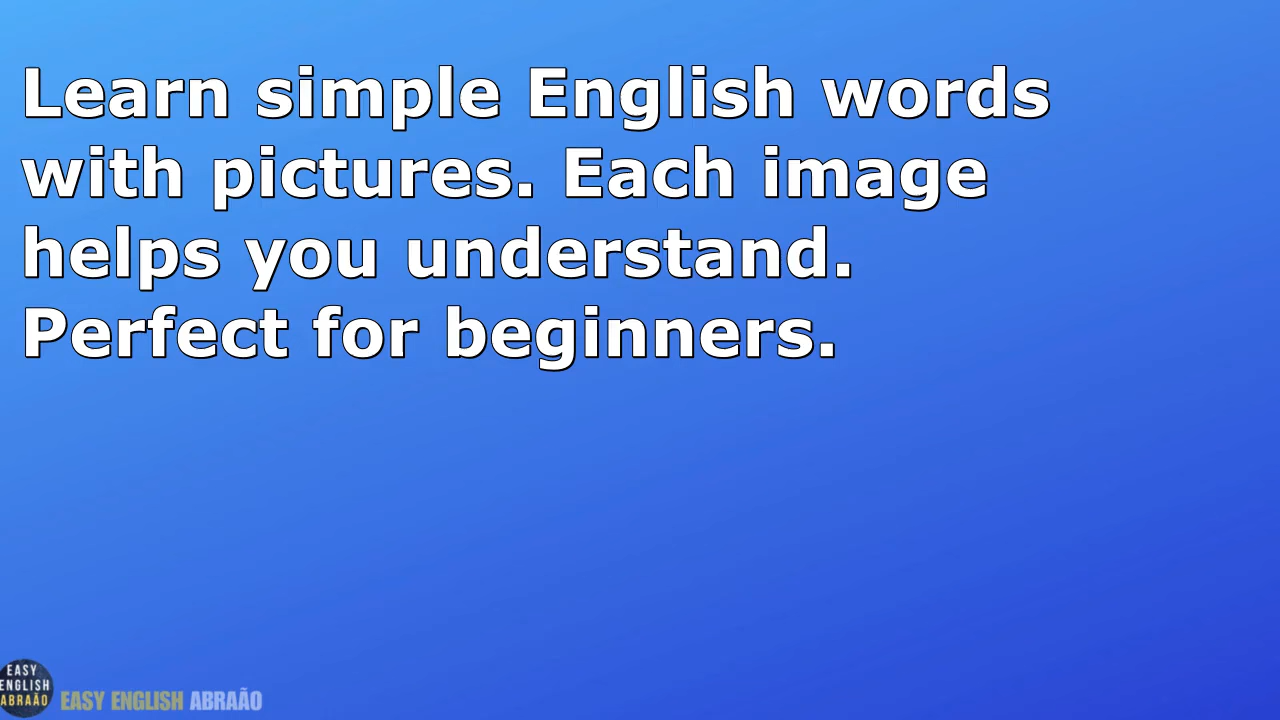 Learn simple English words
with pictures. Each image
helps you understand.
Perfect for beginners.
EASY
ENGLISH
ABRAÃO
EASY ENGLISH ABRAÃO